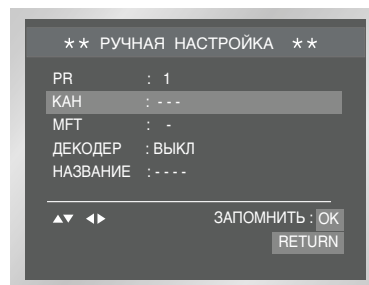 ** РУЧНАЯ НАСТРОЙКА **
PR : 1
КАН : - - -
MFT : -
ДЕКОДЕР : ВЫКЛ
НАЗВАНИЕ : - - - -
▲▼ ◀▶ ЗАПОМНИТЬ : OK
RETURN